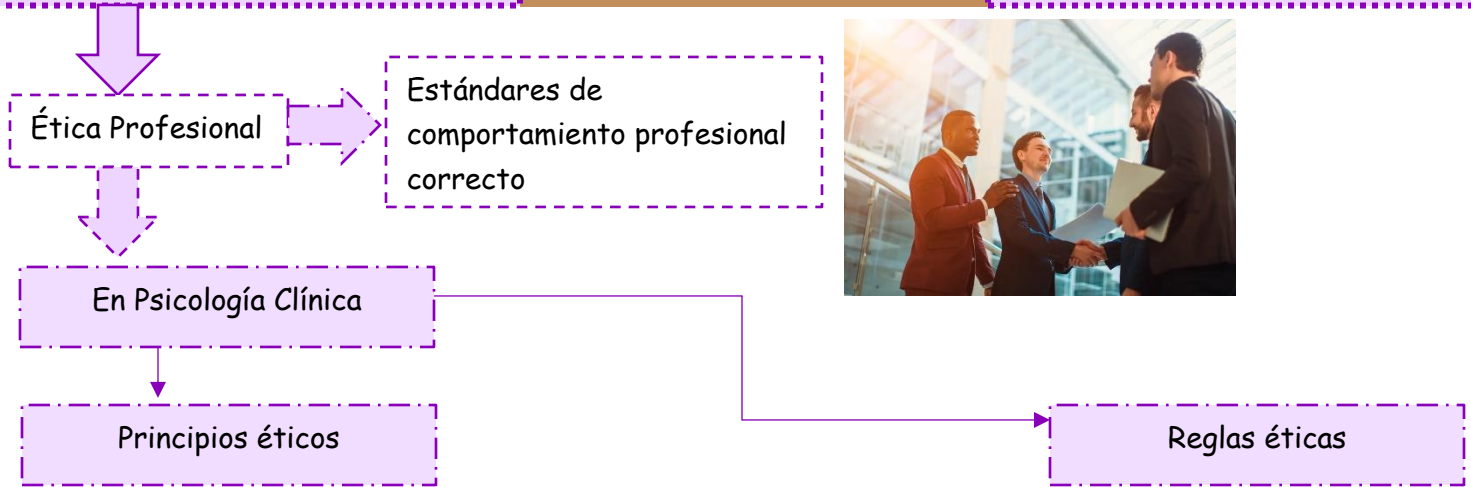 Ética Profesional
Estándares de
comportamiento profesional
correcto
En Psicología Clínica
Principios éticos
Reglas éticas